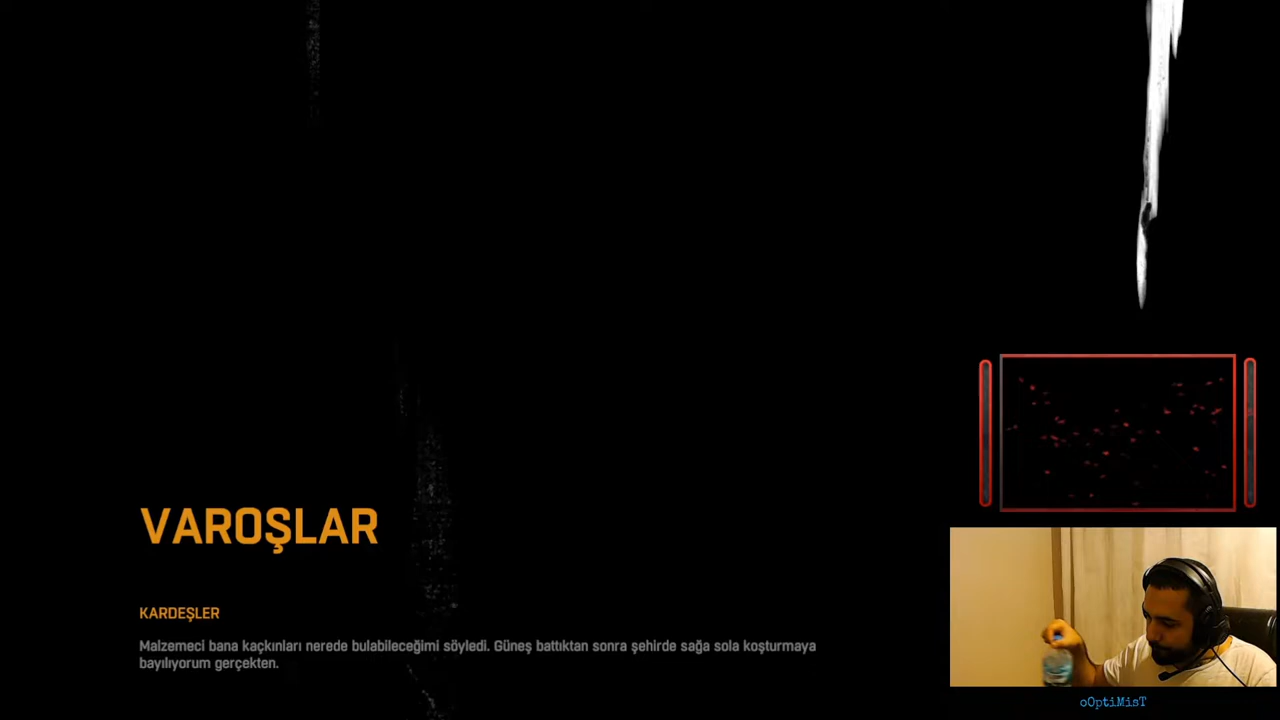 VAROŞLAR
KARDEŞLER
Malzemeci bana kaçkınları nerede bulabileceğimi söyledi. Güneş battıktan sonra şehirde sağa sola koşturmaya
bayılıyorum gerçekten.
oOptiMisT